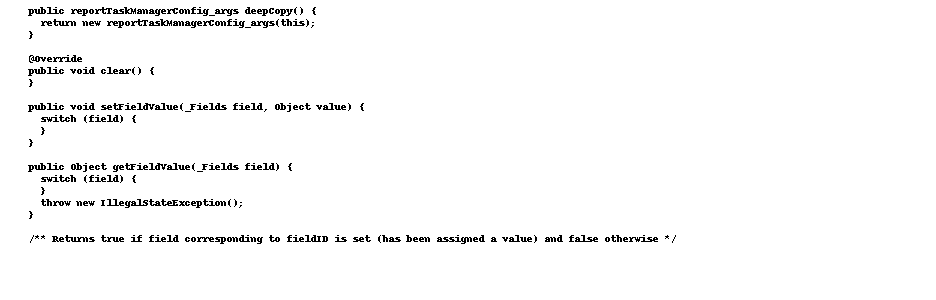 public reportTaskManagerConfig_args deepCopy() {
return new reportTaskManagerConfig_args(this);
}
@Override
public void clear() {
}
public void setFieldValue(_Fields field, Object value) {
switch (field) {
}
}
public Object getFieldValue(_Fields field) {
switch (field) {
}
throw new IllegalStateException();
}
/** Returns true if field corresponding to fieldID is set (has been assigned a value) and false otherwise */